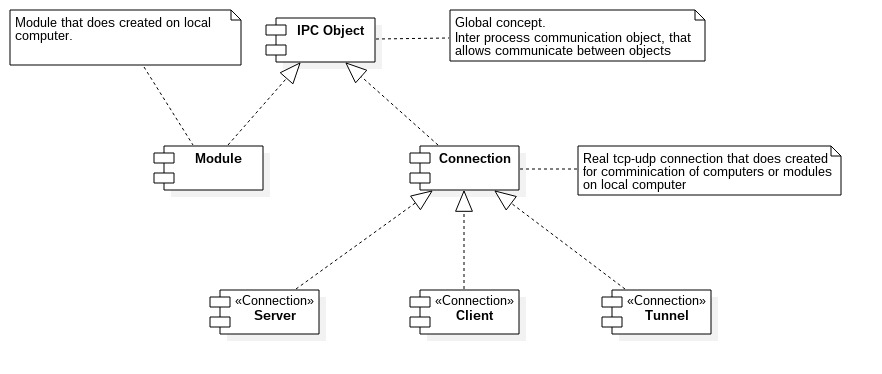 Module that does created on local
computer.
IPC Object
Global concept.
Inter process communication object, that
allows communicate between objects
Module
Connection
Real tcp-udp connection that does created
for comminication of computers or modules
on local computer
«Connection»
Server
«Connection»
Client
«Connection»
Tunnel